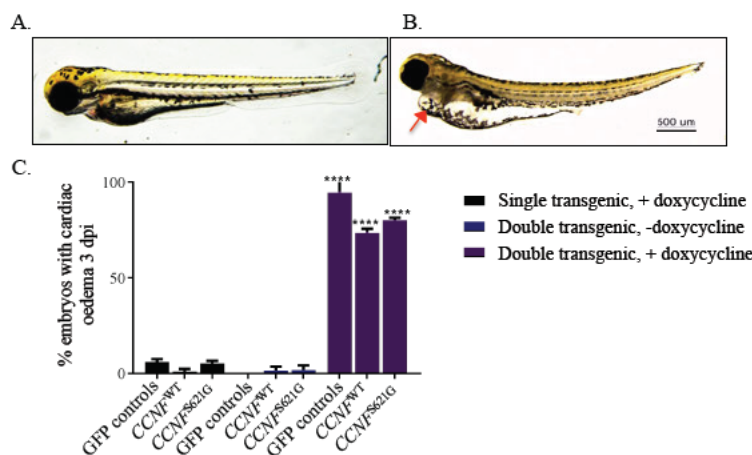 A.
B.
500 um
C.
% embryos with cardiac
oedema 3 dpi
100
50
0
****
****
****
GFP controls
CCNFWT
CCNFS621G
GFP controls
CCNFWT
CCNFS621G
GFP controls
CCNFWT
CCNFS621G
Single transgenic, + doxycycline
Double transgenic, -doxycycline
Double transgenic, + doxycycline